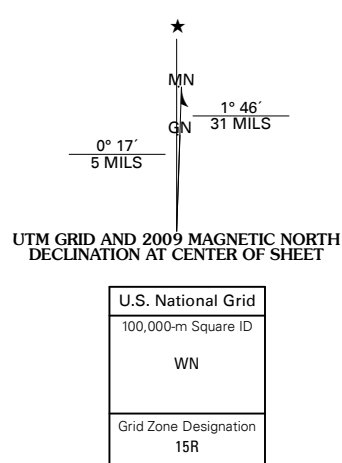 ★
MN
1° 46´
31 MILS
GN
0° 17´
5 MILS
UTM GRID AND 2009 MAGNETIC NORTH
DECLINATION AT CENTER OF SHEET
U.S. National Grid
100,000-m Square ID
WN
Grid Zone Designation
15R